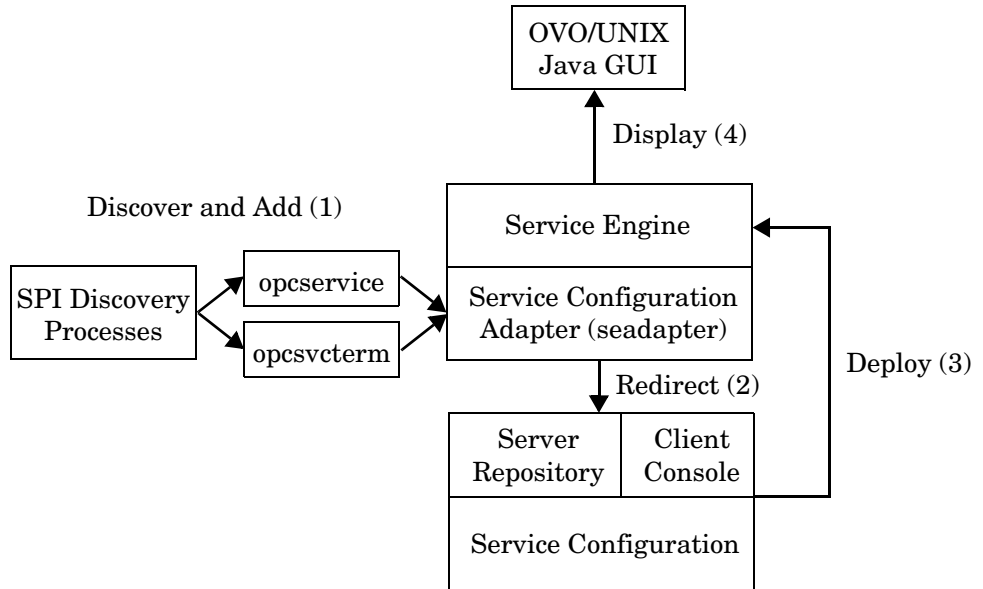 OVO/UNIX
Java GUI
Display (4)
Discover and Add (1)
Service Engine
SPI Discovery
Processes
opcservice
opcsvcterm
Service Configuration
Adapter (seadapter)
Deploy (3)
Redirect (2)
Server
Repository
Client
Console
Service Configuration